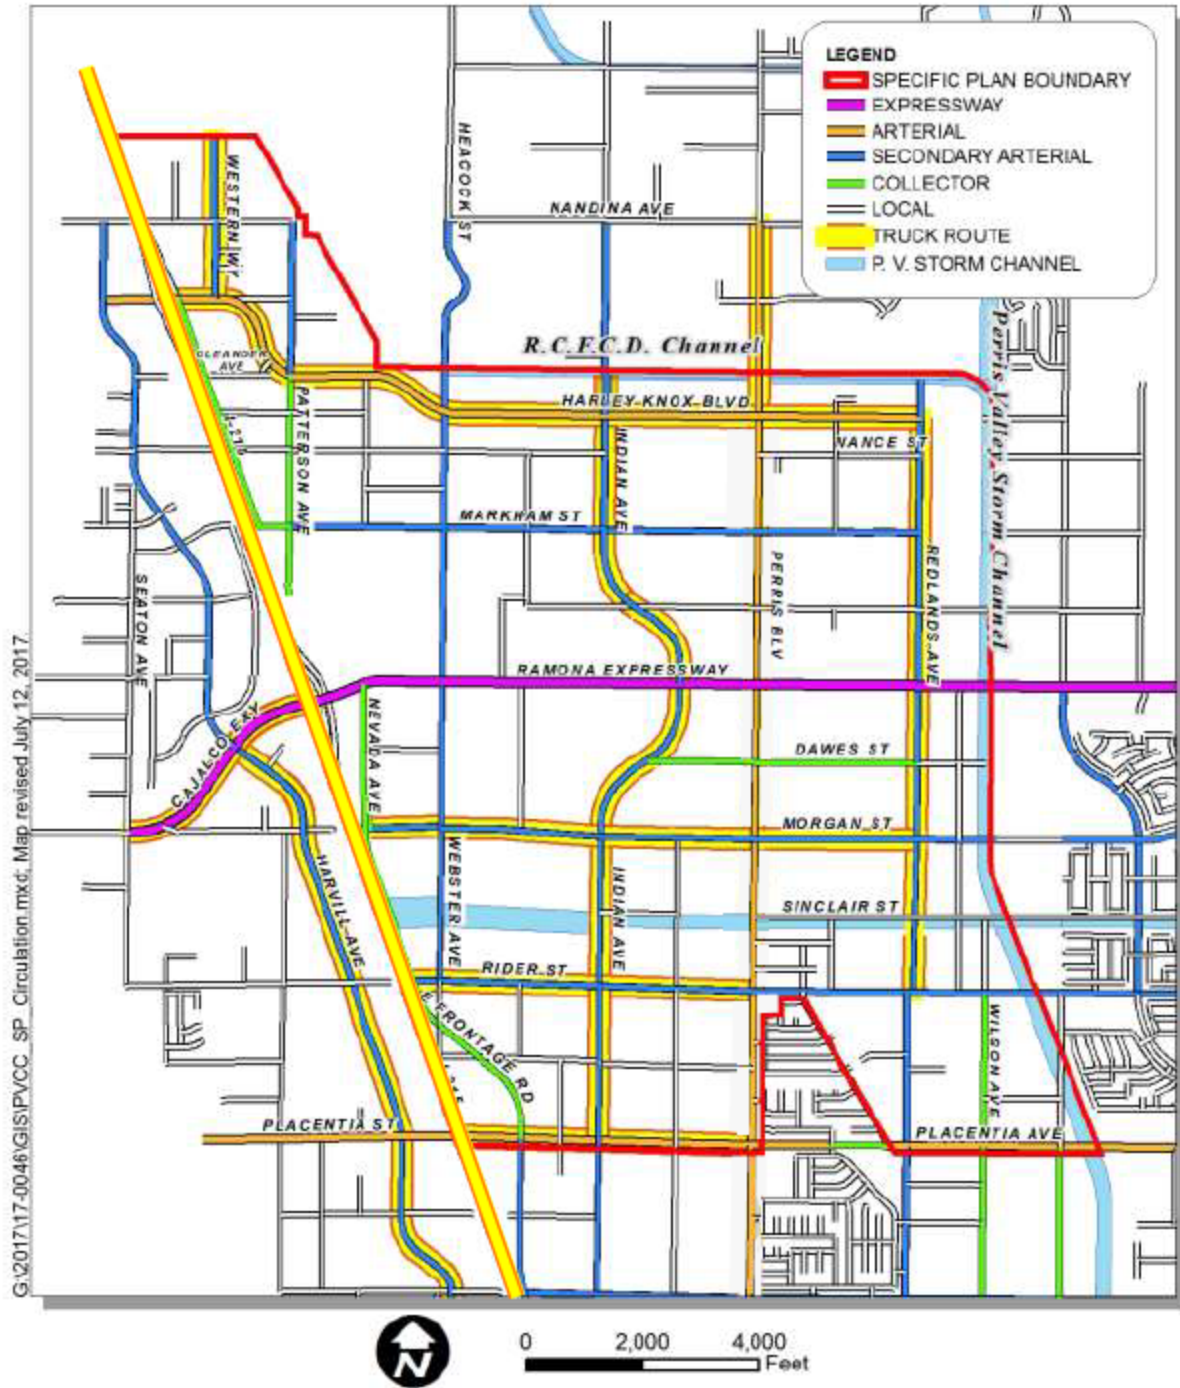 LEGEND
SPECIFIC PLAN BOUNDARY
EXPRESSWAY
ARTERIAL
SECONDARY ARTERIAL
COLLECTOR
LOCAL
TRUCK ROUTE
P. V. STORM CHANNEL
WESTERN WY
HEACOCK ST
NANDINA AVE
R.C.F.C.D. Channel
Perris Valley Storm Channel
OLEANDER
AVE
HARLEY KNOX BLVD
PATTERSON AVE
I-215
INDIAN AVE
NANCE ST
MARKHAM ST
SEATON AVE
PERRIS BLV
REDLANDS AVE
RAMONA EXPRESSWAY
CAJALCO EXY
NEVADA AVE
DAWES ST
MORGAN ST
HARVILL AVE
WEBSTER AVE
INDIAN AVE
SINCLAIR ST
RIDER ST
E FRONTAGE RD
WILSON AVE
I-215
PLACENTIA ST
PLACENTIA AVE
G:\2017\17-0046\GIS\PVCC_SP_Circulation.mxd; Map revised July 12, 2017.
N
0 2,000 4,000
Feet